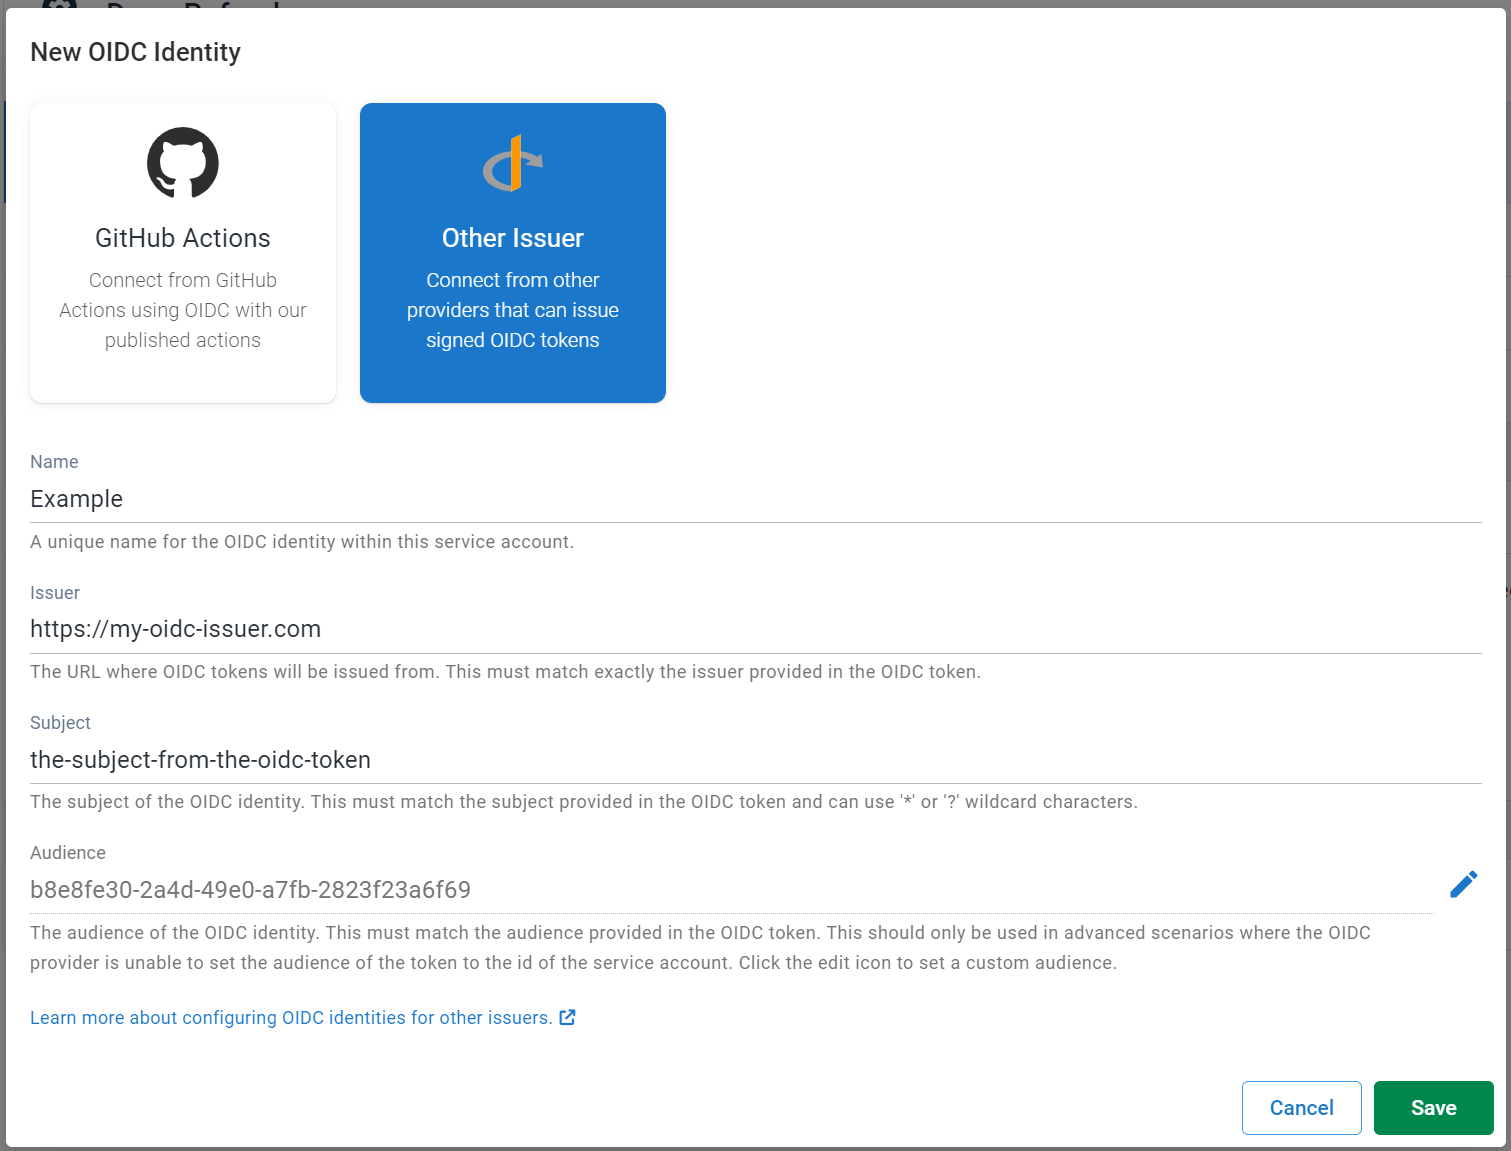 New OIDC Identity
GitHub Actions
Connect from GitHub
Actions using OIDC with our
published actions
Other Issuer
Connect from other
providers that can issue
signed OIDC tokens
Name
Example
A unique name for the OIDC identity within this service account.
Issuer
https://my-oidc-issuer.com
The URL where OIDC tokens will be issued from. This must match exactly the issuer provided in the OIDC token.
Subject
the-subject-from-the-oidc-token
The subject of the OIDC identity. This must match the subject provided in the OIDC token and can use '*' or '?' wildcard characters.
Audience
b8e8fe30-2a4d-49e0-a7fb-2823f23a6f69
The audience of the OIDC identity. This must match the audience provided in the OIDC token. This should only be used in advanced scenarios where the OIDC
provider is unable to set the audience of the token to the id of the service account. Click the edit icon to set a custom audience.
Learn more about configuring OIDC identities for other issuers.
Cancel
Save